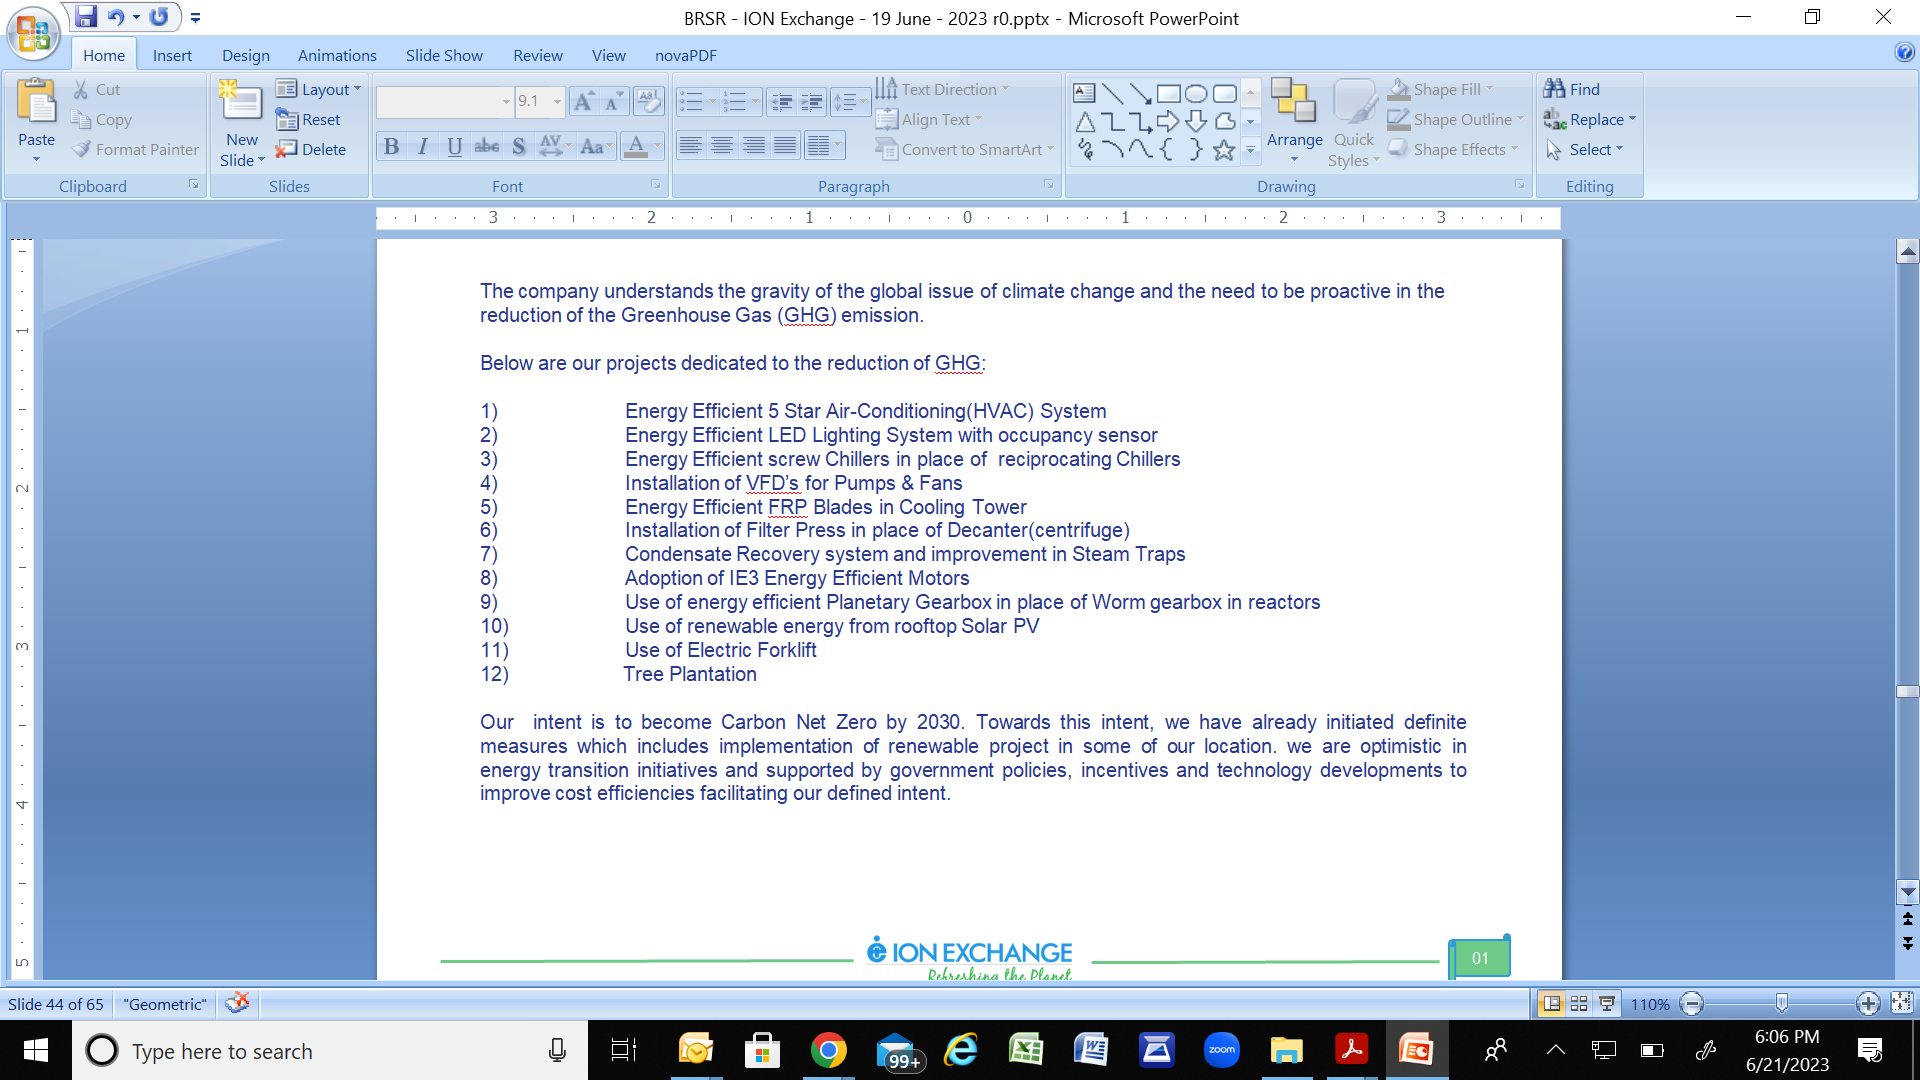 BRSR - ION Exchange - 19 June - 2023 r0.pptx - Microsoft PowerPoint
Home Insert Design Animations Slide Show Review View novaPDF
Paste
Cut
Copy
Format Painter
Clipboard
New Slide
Layout
Reset
Delete
Slides
9.1
B I U abc S AV Aa A
Font
Text Direction
Align Text
Convert to SmartArt
Paragraph
Arrange
Quick Styles
Shape Fill
Shape Outline
Shape Effects
Drawing
Find
Replace
Select
Editing
3 2 1 0 1 2 3
1
2
3
4
5
The company understands the gravity of the global issue of climate change and the need to be proactive in the
reduction of the Greenhouse Gas (GHG) emission.
Below are our projects dedicated to the reduction of GHG:
1) Energy Efficient 5 Star Air-Conditioning(HVAC) System
2) Energy Efficient LED Lighting System with occupancy sensor
3) Energy Efficient screw Chillers in place of  reciprocating Chillers
4) Installation of VFD's for Pumps & Fans
5) Energy Efficient FRP Blades in Cooling Tower
6) Installation of Filter Press in place of Decanter(centrifuge)
7) Condensate Recovery system and improvement in Steam Traps
8) Adoption of IE3 Energy Efficient Motors
9) Use of energy efficient Planetary Gearbox in place of Worm gearbox in reactors
10) Use of renewable energy from rooftop Solar PV
11) Use of Electric Forklift
12) Tree Plantation
Our  intent is to become Carbon Net Zero by 2030. Towards this intent, we have already initiated definite
measures which includes implementation of renewable project in some of our location. we are optimistic in
energy transition initiatives and supported by government policies, incentives and technology developments to
improve cost efficiencies facilitating our defined intent.
ION EXCHANGE
Refreshing the Planet
01
Slide 44 of 65 "Geometric" 110%
Type here to search
99+
zoom
6:06 PM
6/21/2023